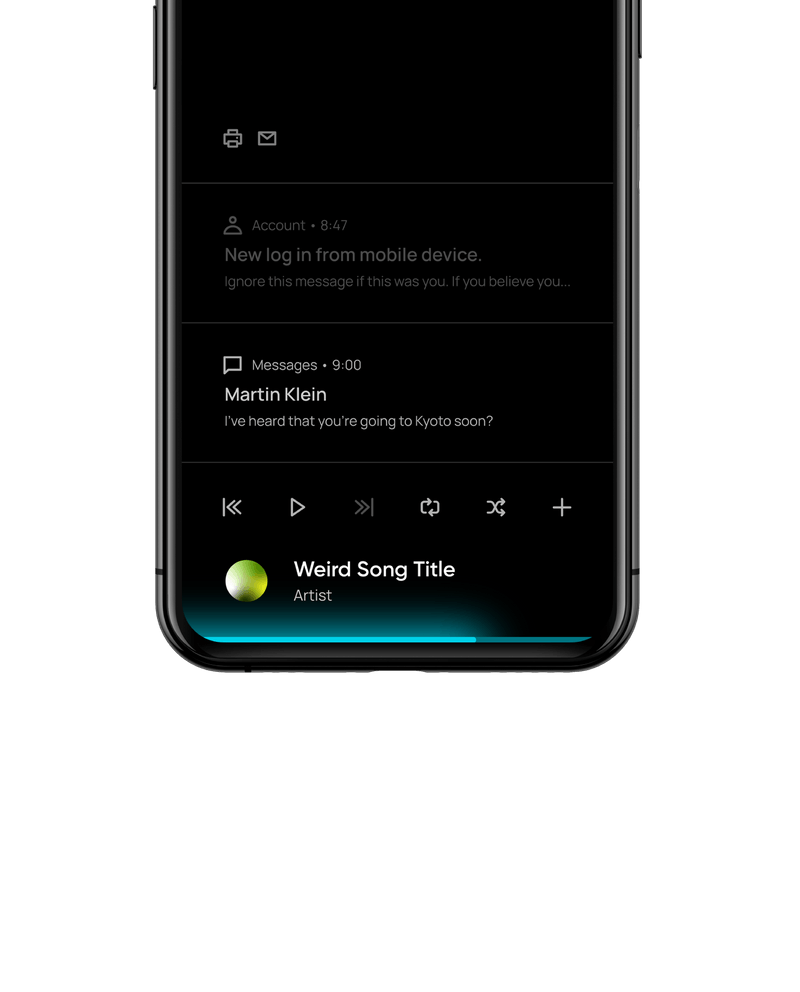 Account • 8:47
New log in from mobile device.
Ignore this message if this was you. If you believe you...
Messages • 9:00
Martin Klein
I've heard that you're going to Kyoto soon?
Weird Song Title
Artist